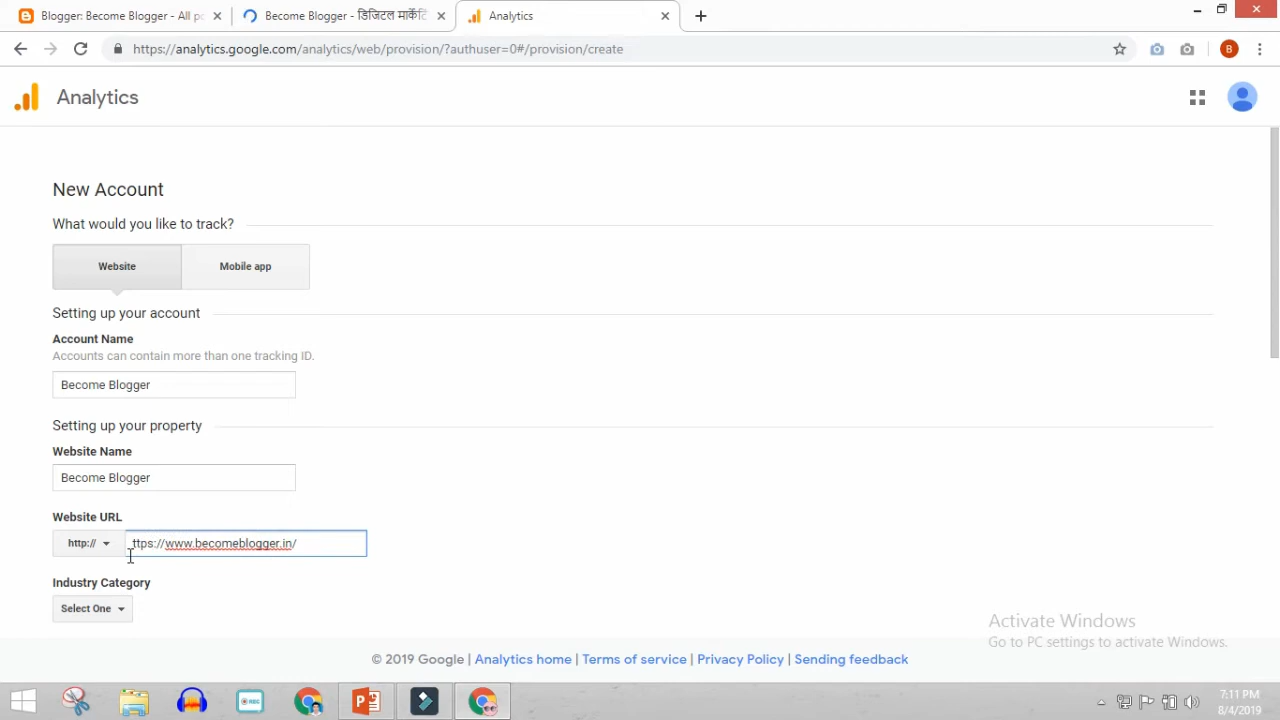 Blogger: Become Blogger - All po
Become Blogger - डिजिटल मार्केटिं
Analytics
https://analytics.google.com/analytics/web/provision/?authuser=0#/provision/create
B
Analytics
New Account
What would you like to track?
Website
Mobile app
Setting up your account
Account Name
Accounts can contain more than one tracking ID.
Become Blogger
Setting up your property
Website Name
Become Blogger
Website URL
http://
ttps://www.becomeblogger.in/
Industry Category
Select One
Activate Windows
Go to PC settings to activate Windows.
© 2019 Google | Analytics home | Terms of service | Privacy Policy | Sending feedback
REC
7:11 PM
8/4/2019